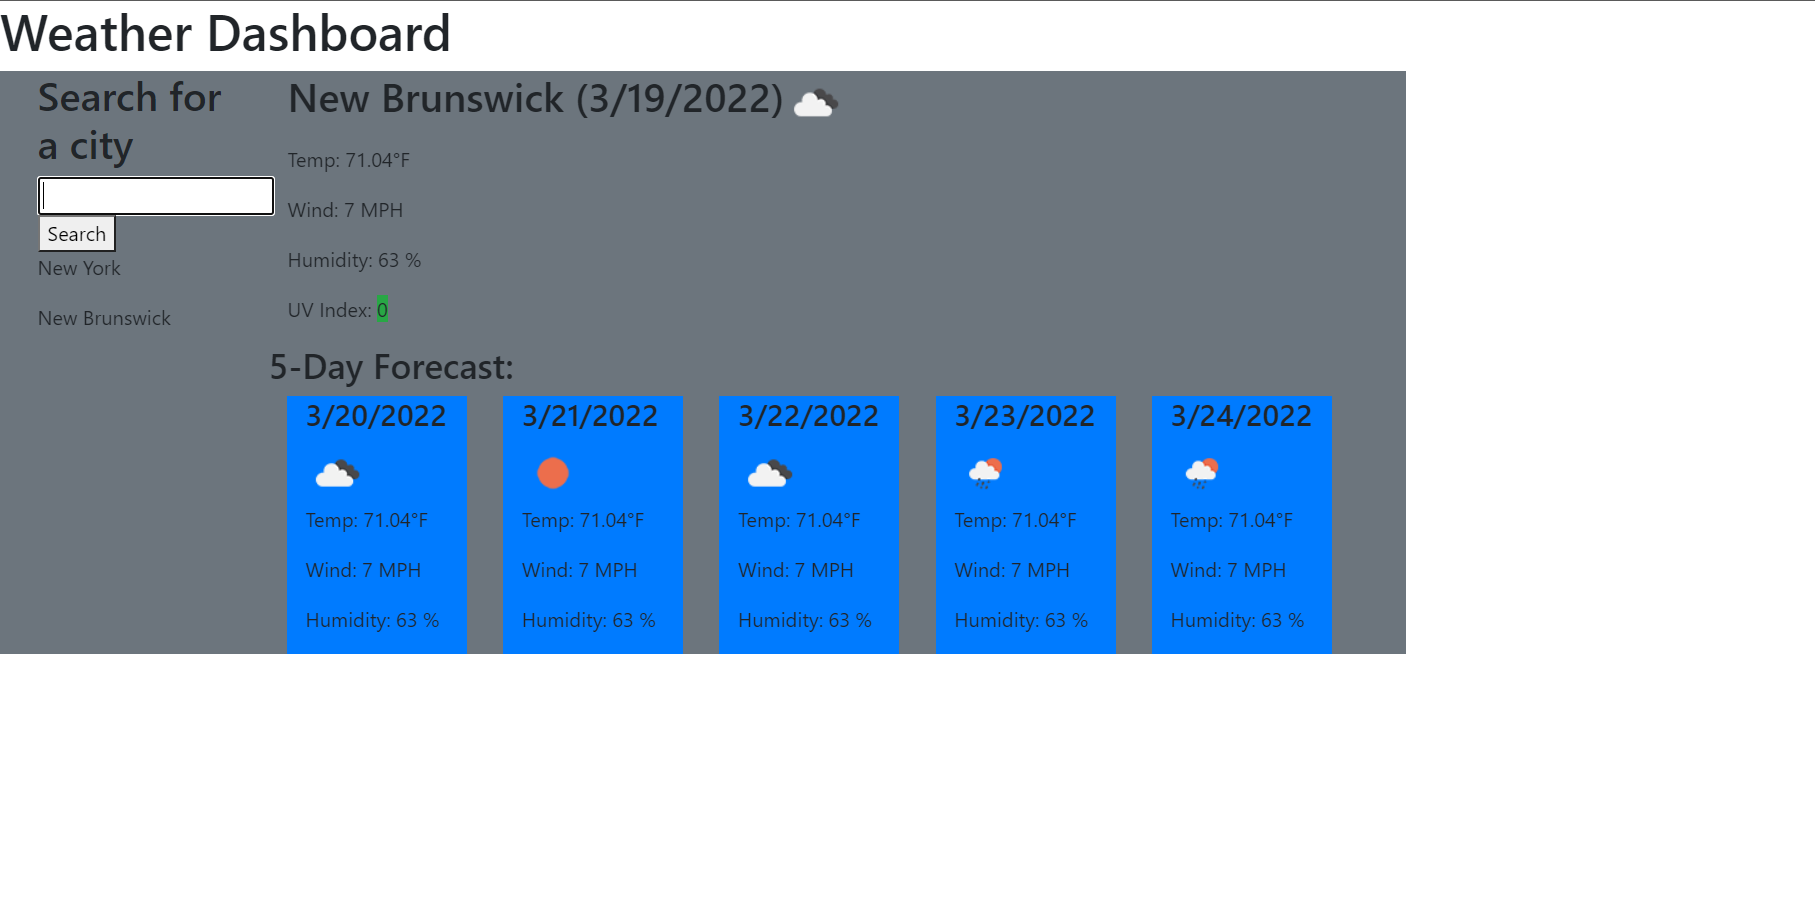 Weather Dashboard
Search for
a city
Search
New York
New Brunswick
New Brunswick (3/19/2022)
Temp: 71.04°F
Wind: 7 MPH
Humidity: 63 %
UV Index: 0
5-Day Forecast:
3/20/2022
Temp: 71.04°F
Wind: 7 MPH
Humidity: 63 %
3/21/2022
Temp: 71.04°F
Wind: 7 MPH
Humidity: 63 %
3/22/2022
Temp: 71.04°F
Wind: 7 MPH
Humidity: 63 %
3/23/2022
Temp: 71.04°F
Wind: 7 MPH
Humidity: 63 %
3/24/2022
Temp: 71.04°F
Wind: 7 MPH
Humidity: 63 %